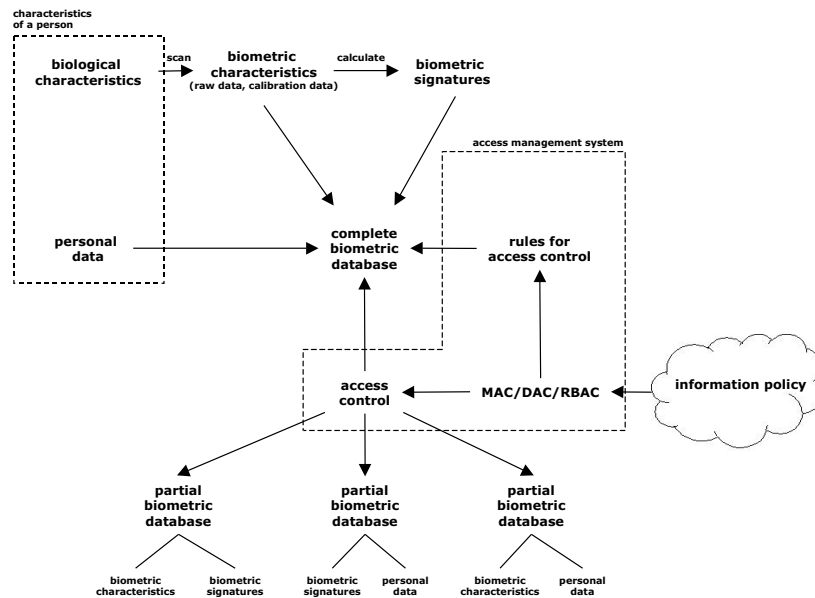 characteristics
of a person
biological
characteristics
scan
biometric
characteristics
(raw data, calibration data)
calculate
biometric
signatures
access management system
personal
data
complete
biometric
database
rules for
access control
access
control
MAC/DAC/RBAC
information policy
partial
biometric
database
partial
biometric
database
partial
biometric
database
biometric
characteristics
biometric
signatures
biometric
signatures
personal
data
biometric
characteristics
personal
data